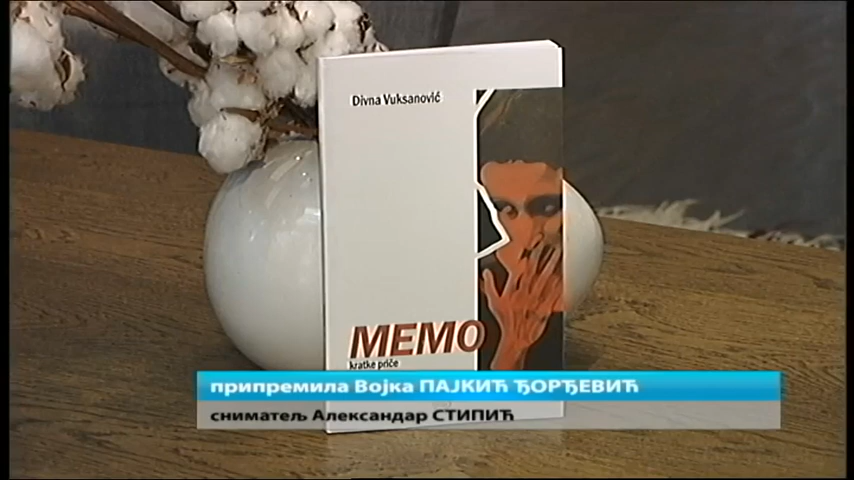 Divna Vuksanović
MEMO
kratke priče
припремила Војка ПАЈКИЋ ЂОРЂЕВИЋ
сниматељ Александар СТИПИЋ